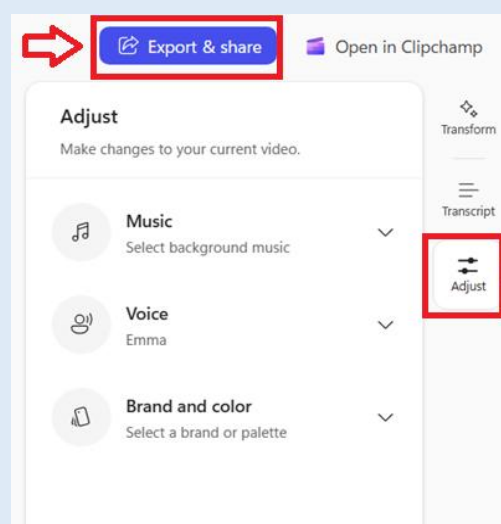 Export & share
Open in Clipchamp
Adjust
Make changes to your current video.
Music
Select background music
Voice
Emma
Brand and color
Select a brand or palette
Transform
Transcript
Adjust